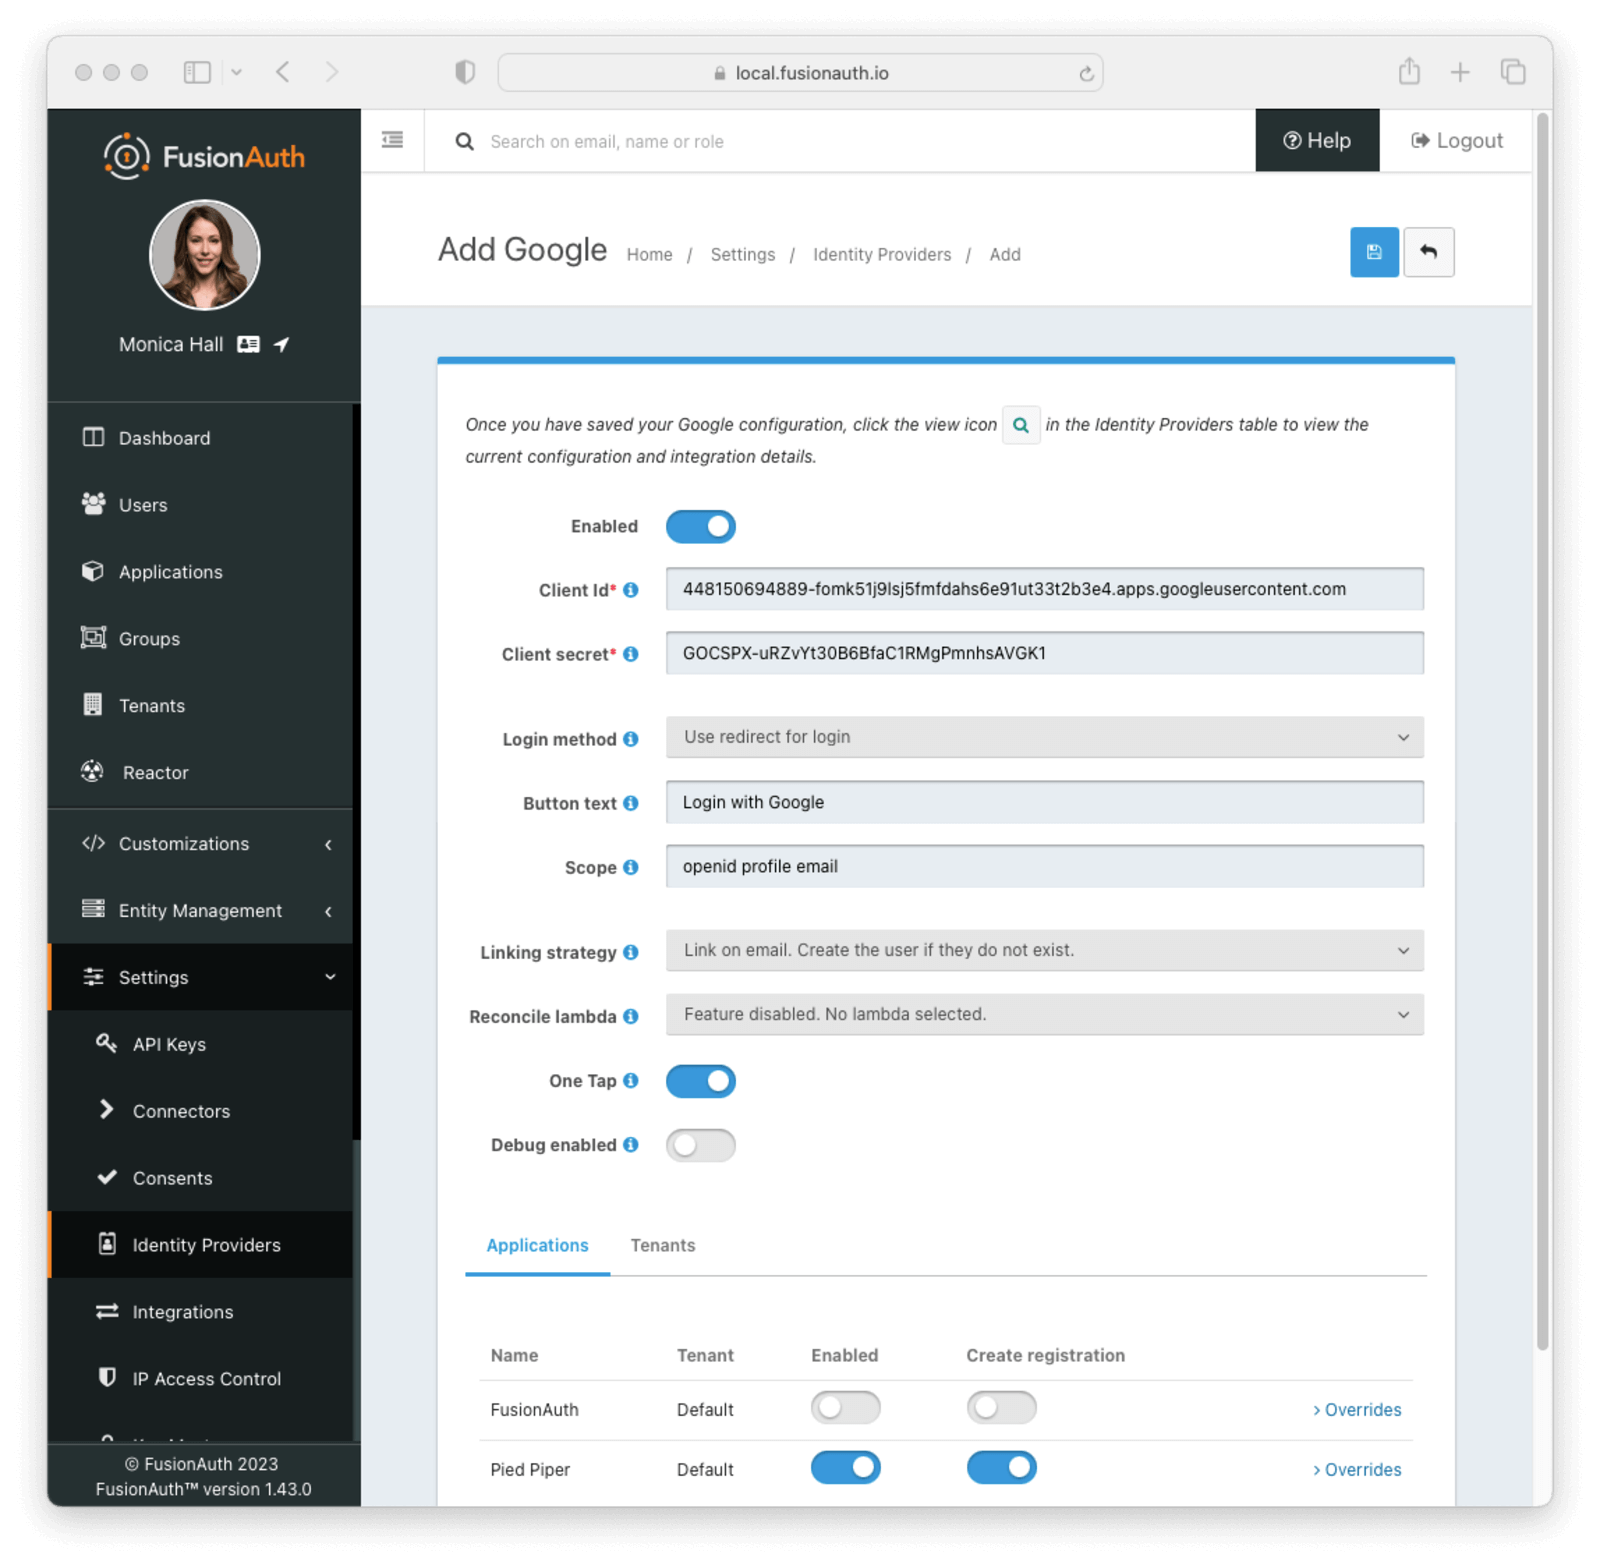 local.fusionauth.io
FusionAuth
Search on email, name or role
Help
Logout
Monica Hall
Add Google
Home / Settings / Identity Providers / Add
Dashboard
Users
Applications
Groups
Tenants
Reactor
Customizations
Entity Management
Settings
API Keys
Connectors
Consents
Identity Providers
Integrations
IP Access Control
© FusionAuth 2023
FusionAuth™ version 1.43.0
Once you have saved your Google configuration, click the view icon in the Identity Providers table to view the
current configuration and integration details.
Enabled
Client Id* 448150694889-fomk51j9lsj5fmfdahs6e91ut33t2b3e4.apps.googleusercontent.com
Client secret* 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
Login method Use redirect for login
Button text Login with Google
Scope openid profile email
Linking strategy Link on email. Create the user if they do not exist.
Reconcile lambda Feature disabled. No lambda selected.
One Tap
Debug enabled
Applications Tenants
Name Tenant Enabled Create registration
FusionAuth Default > Overrides
Pied Piper Default > Overrides